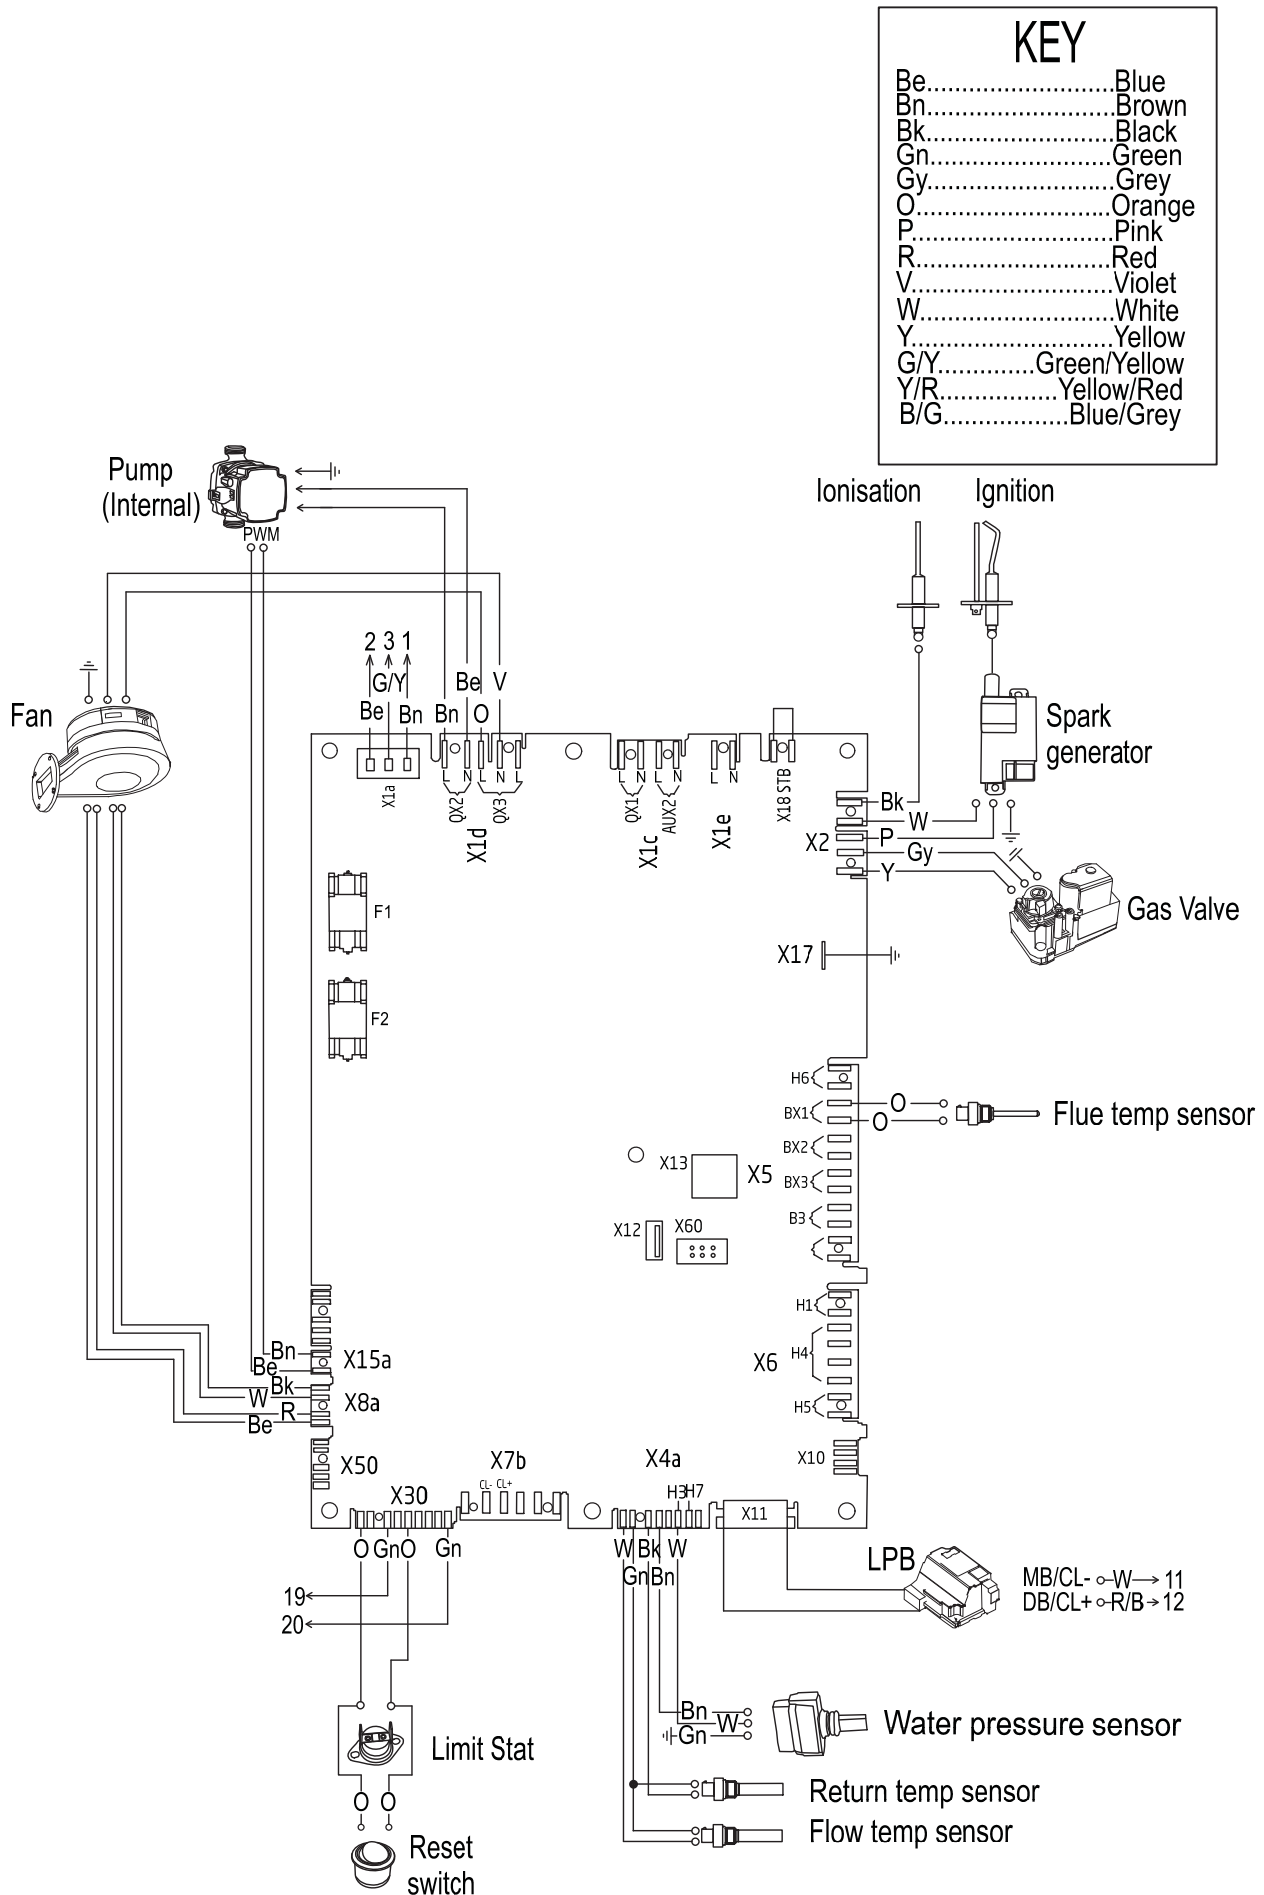 KEY
Be...........................Blue
Bn...........................Brown
Bk...........................Black
Gn..........................Green
Gy...........................Grey
O............................Orange
P.............................Pink
R............................Red
V.............................Violet
W............................White
Y.............................Yellow
G/Y..............Green/Yellow
Y/R.................Yellow/Red
B/G..................Blue/Grey
Pump
(Internal)
PWM
Ionisation
Ignition
2 3 1
G/Y
Be
Bn
Bn
Be
O
V
Fan
Spark
generator
X1a
L N L N L
QX2
QX3
X1d
L N L N
QX1
AUX2
X1c
L N
X1e
X18 STB
X2
Bk
W
P
Gy
Y
Gas Valve
F1
F2
X17
H6
BX1
BX2
BX3
B3
O
O
Flue temp sensor
X13
X5
X12
X60
H1
H4
H5
X6
X10
Bn
Be
X15a
Bk
W
R
Be
X8a
X50
X30
X7b
CL- CL+
X4a
H3
H7
X11
O
Gn
O
Gn
19
20
W
Gn
Bk
Bn
W
LPB
MB/CL- W 11
DB/CL+ R/B 12
Bn
W
Gn
Water pressure sensor
Limit Stat
Return temp sensor
Flow temp sensor
O O
Reset
switch